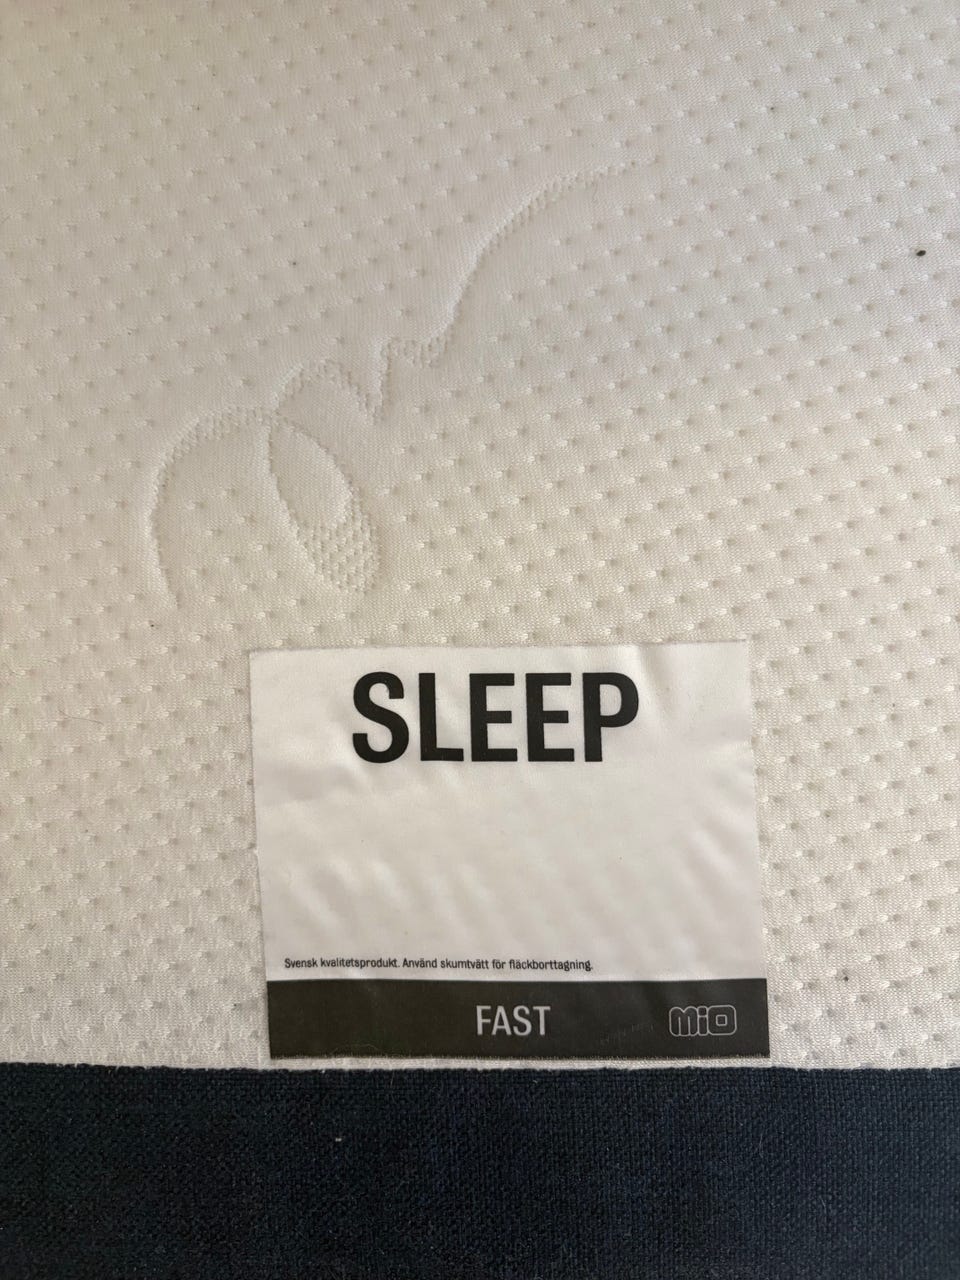 SLEEP
Svensk kvalitetsprodukt. Använd skumtvätt för fläckborttagning.
FAST
MiO